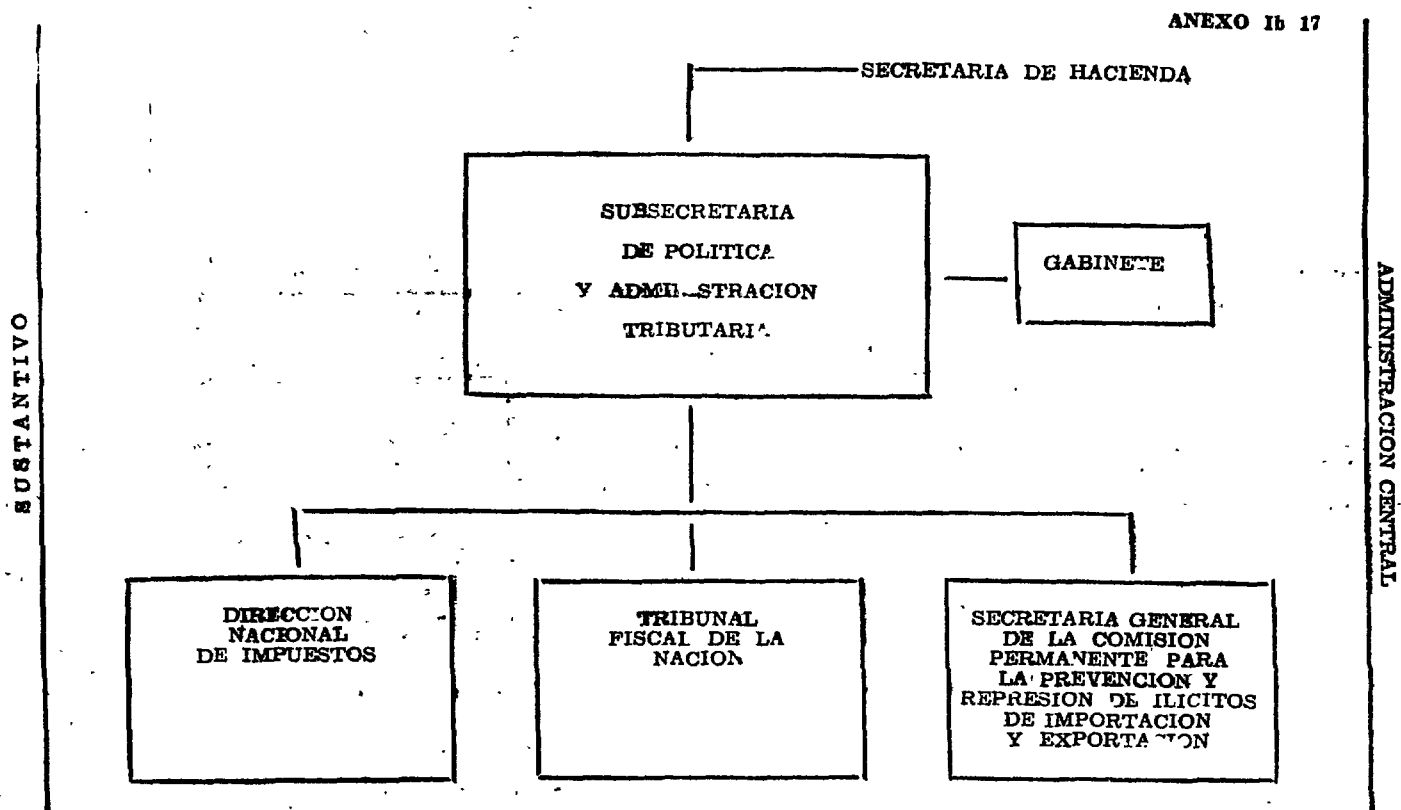 ANEXO Ib 17
SECRETARIA DE HACIENDA
SUBSECRETARIA
DE POLITICA
Y ADMINISTRACION
TRIBUTARIA
GABINETE
SUSTANTIVO
ADMINISTRACION CENTRAL
DIRECCION
NACIONAL
DE IMPUESTOS
TRIBUNAL
FISCAL DE LA
NACION
SECRETARIA GENERAL
DE LA COMISION
PERMANENTE PARA
LA PREVENCION Y
REPRESION DE ILICITOS
DE IMPORTACION
Y EXPORTACION